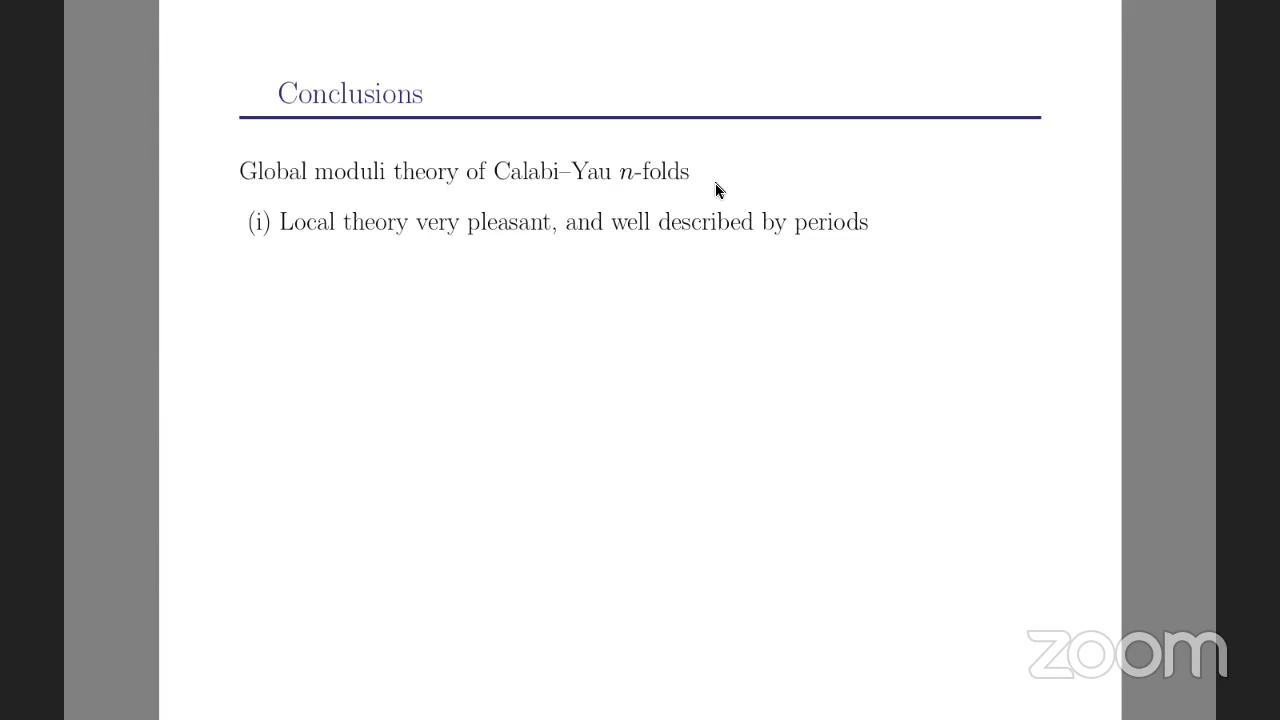 Conclusions
Global moduli theory of Calabi–Yau n-folds
(i) Local theory very pleasant, and well described by periods
zoom